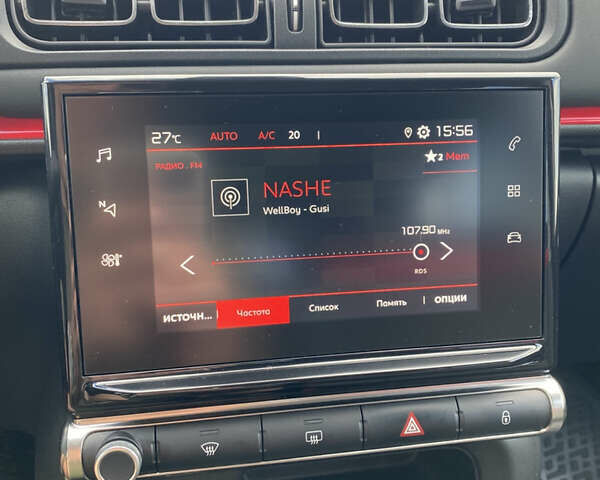 27°C AUTO A/C 20 | 15:56
РАДИО . FM
2 Mem
NASHE
WellBoy - Gusi
107.90 MHz
RDS
ИСТОЧН... Частота Список Память ОПЦИИ
N